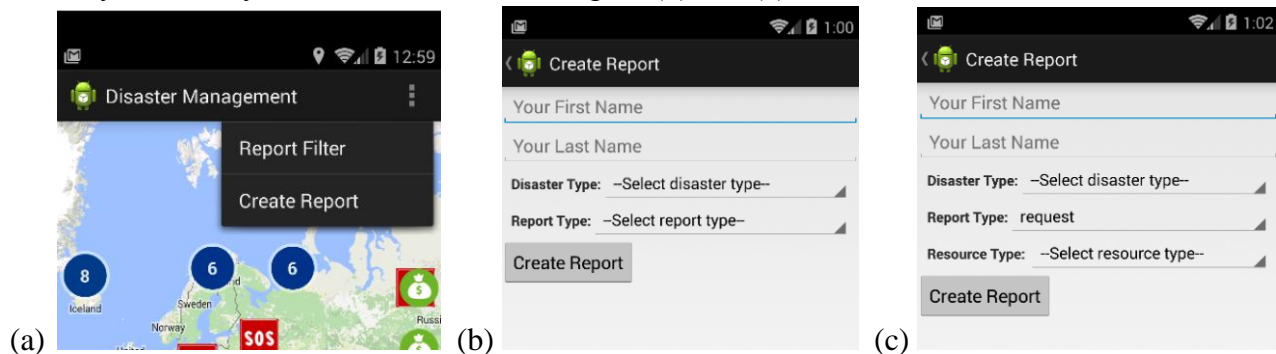 12:59
Disaster Management
Report Filter
Create Report
8
6
6
Iceland
Sweden
Norway
Russi
SOS
(a)
1:00
Create Report
Your First Name
Your Last Name
Disaster Type: --Select disaster type--
Report Type: --Select report type--
Create Report
(b)
1:02
Create Report
Your First Name
Your Last Name
Disaster Type: --Select disaster type--
Report Type: request
Resource Type: --Select resource type--
Create Report
(c)